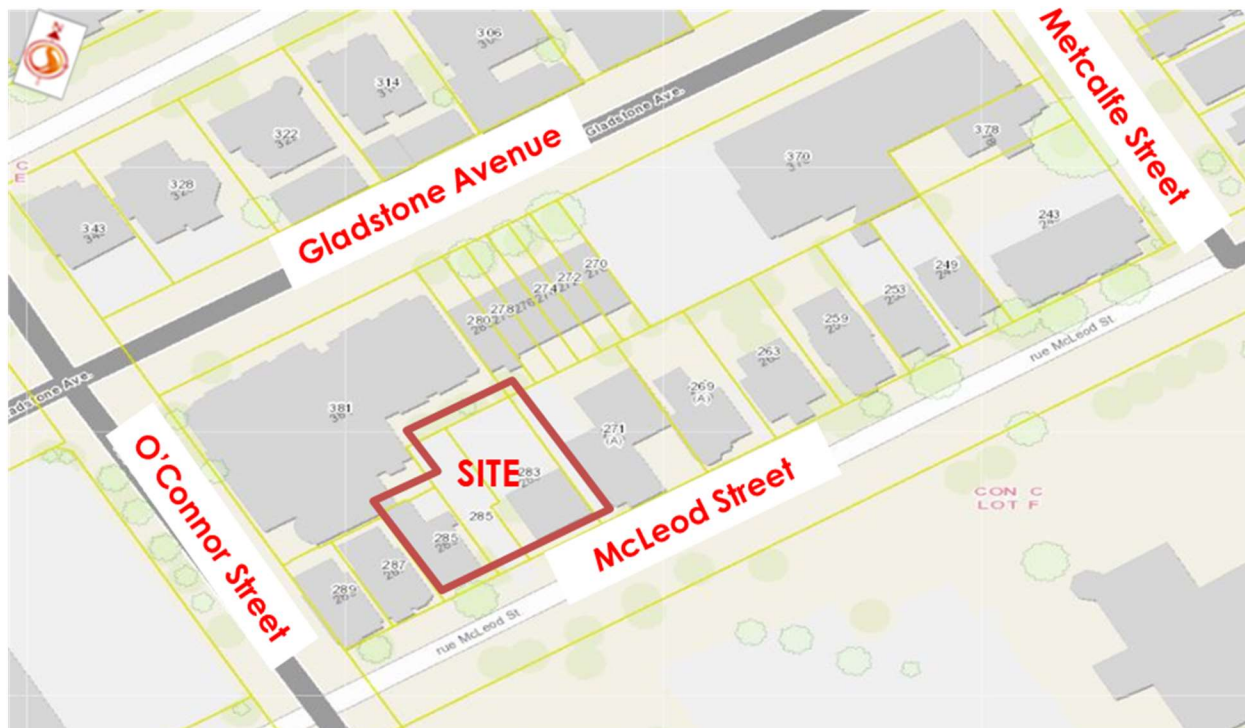 N
306
314
322
328
343
C
E
Gladstone Avenue
Gladstone Ave.
Metcalfe Street
370
378
243
249
253
259
263
269
(A)
271
(A)
270
272
274
276
278
280
381
adstone Ave.
O'Connor Street
SITE
283
285
285
287
289
McLeod Street
rue McLeod St
rue McLeod St
CON C
LOT F